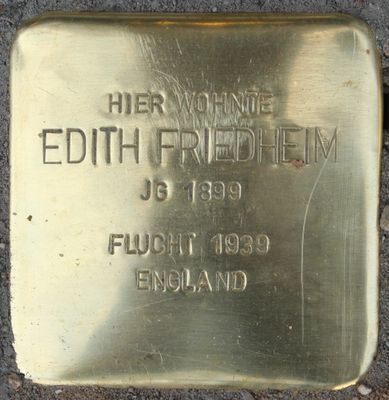 HIER WOHNTE
EDITH FRIEDHEIM
JG 1899
FLUCHT 1939
ENGLAND